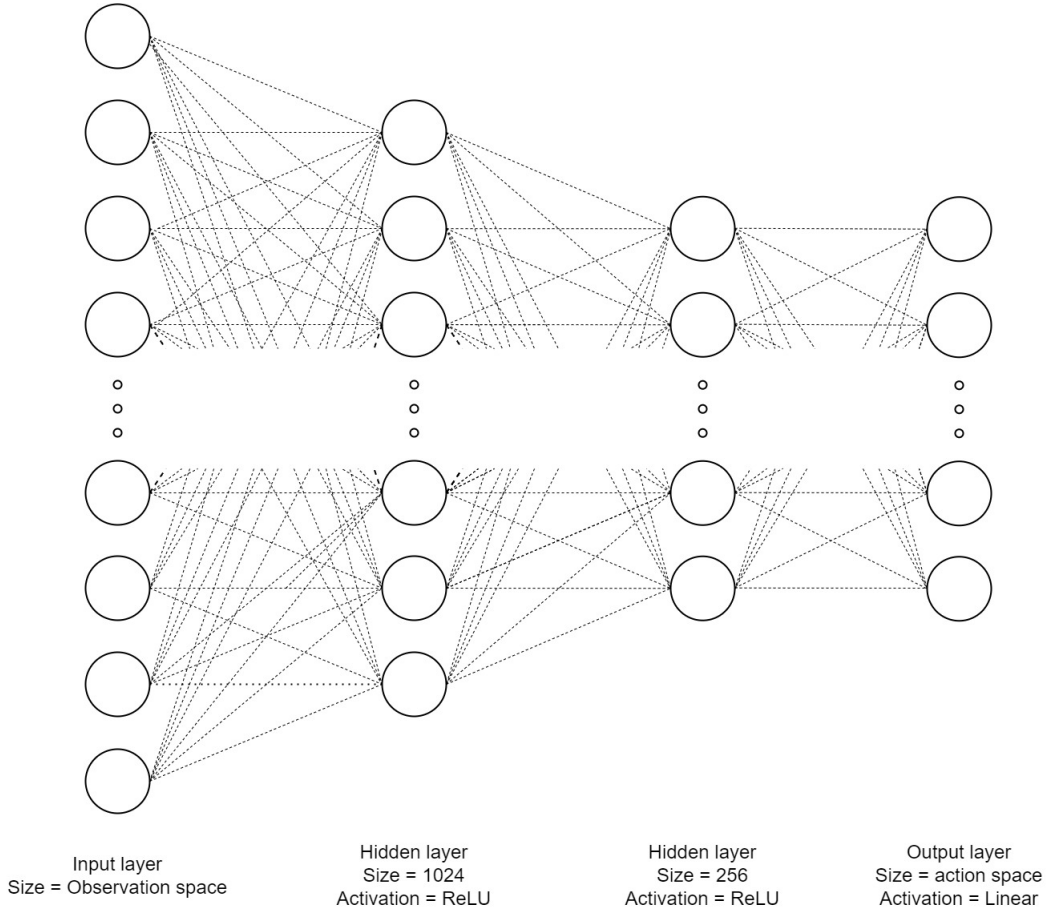 Input layer
Size = Observation space
Hidden layer
Size = 1024
Activation = ReLU
Hidden layer
Size = 256
Activation = ReLU
Output layer
Size = action space
Activation = Linear